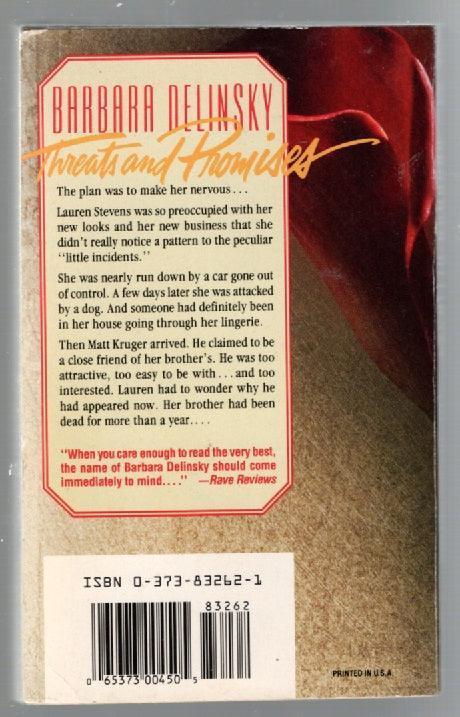 BARBARA DELINSKY
Threats and Promises
The plan was to make her nervous...
Lauren Stevens was so preoccupied with her
new looks and her new business that she
didn't really notice a pattern to the peculiar
"little incidents."
She was nearly run down by a car gone out
of control. A few days later she was attacked
by a dog. And someone had definitely been
in her house going through her lingerie.
Then Matt Kruger arrived. He claimed to be
a close friend of her brother's. He was too
attractive, too easy to be with...and too
interested. Lauren had to wonder why he
had appeared now. Her brother had been
dead for more than a year....
"When you care enough to read the very best,
the name of Barbara Delinsky should come
immediately to mind...." —Rave Reviews
ISBN 0-373-83262-1
83262
0 65373 00450 5
PRINTED IN U.S.A.